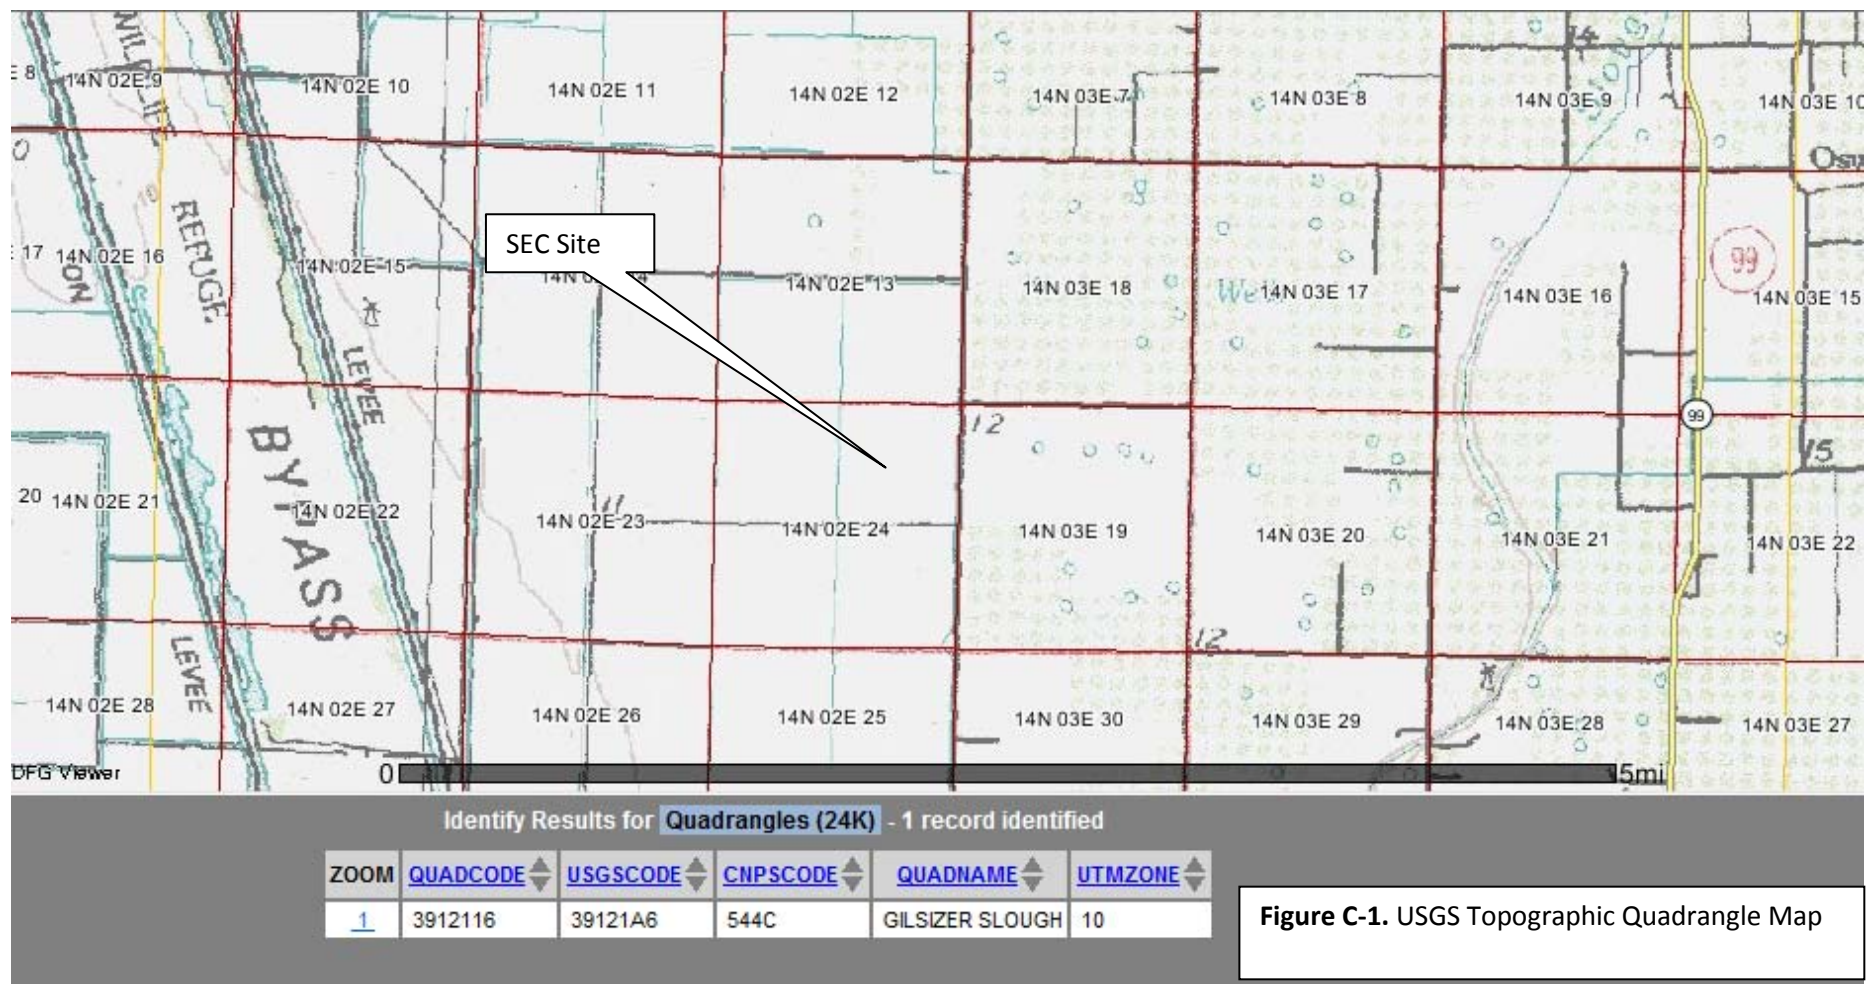 WILDLIFE
14
Slough
E 8
14N 02E 9
14N 02E 10
14N 02E 11
14N 02E 12
14N 03E 7
14N 03E 8
14N 03E 9
14N 03E 10
Osw
REFUGE
SEC Site
17
14N 02E 16
14N 02E 15
14N 02E 13
14N 03E 18
14N 03E 17
14N 03E 16
99
14N 03E 15
LEVEE
12
99
BYPASS
11
15
20
14N 02E 21
14N 02E 22
14N 02E 23
14N 02E 24
14N 03E 19
14N 03E 20
14N 03E 21
14N 03E 22
LEVEE
12
14N 02E 28
14N 02E 27
14N 02E 26
14N 02E 25
14N 03E 30
14N 03E 29
14N 03E 28
14N 03E 27
DFG Viewer
0
5mi
Identify Results for Quadrangles (24K) - 1 record identified
ZOOM QUADCODE USGSCODE CNPSCODE QUADNAME UTMZONE
1 3912116 39121A6 544C GILSIZER SLOUGH 10
Figure C-1. USGS Topographic Quadrangle Map